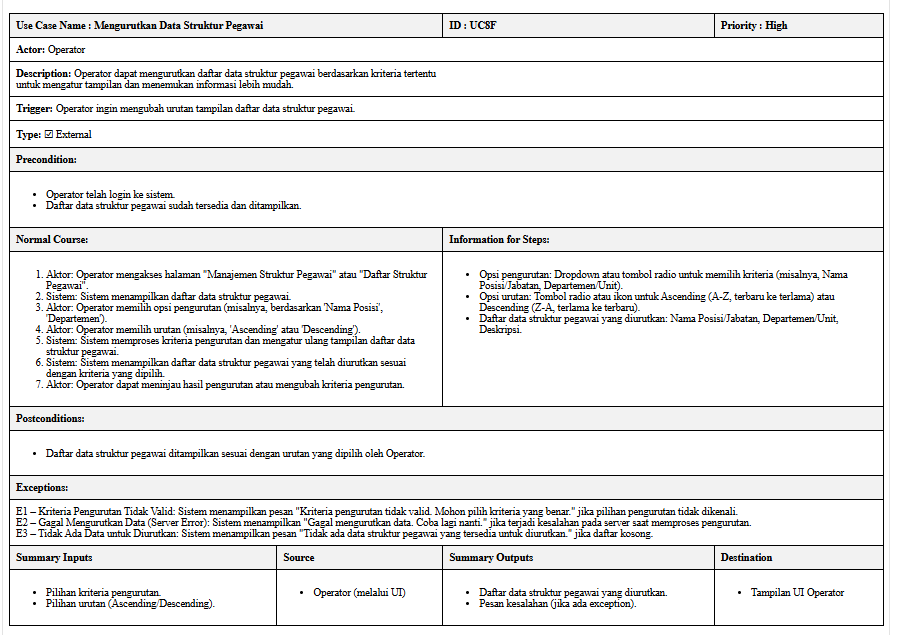 Use Case Name : Mengurutkan Data Struktur Pegawai
ID : UC8F
Priority : High
Actor: Operator
Description: Operator dapat mengurutkan daftar data struktur pegawai berdasarkan kriteria tertentu
untuk mengatur tampilan dan menemukan informasi lebih mudah.
Trigger: Operator ingin mengubah urutan tampilan daftar data struktur pegawai.
Type: ☑ External
Precondition:
• Operator telah login ke sistem.
• Daftar data struktur pegawai sudah tersedia dan ditampilkan.
Normal Course:
1. Aktor: Operator mengakses halaman "Manajemen Struktur Pegawai" atau "Daftar Struktur
Pegawai".
2. Sistem: Sistem menampilkan daftar data struktur pegawai.
3. Aktor: Operator memilih opsi pengurutan (misalnya, berdasarkan 'Nama Posisi',
'Departemen').
4. Aktor: Operator memilih urutan (misalnya, 'Ascending' atau 'Descending').
5. Sistem: Sistem memproses kriteria pengurutan dan mengatur ulang tampilan daftar data
struktur pegawai.
6. Sistem: Sistem menampilkan daftar data struktur pegawai yang telah diurutkan sesuai
dengan kriteria yang dipilih.
7. Aktor: Operator dapat meninjau hasil pengurutan atau mengubah kriteria pengurutan.
Information for Steps:
• Opsi pengurutan: Dropdown atau tombol radio untuk memilih kriteria (misalnya, Nama
Posisi/Jabatan, Departemen/Unit).
• Opsi urutan: Tombol radio atau ikon untuk Ascending (A-Z, terbaru ke terlama) atau
Descending (Z-A, terlama ke terbaru).
• Daftar data struktur pegawai yang diurutkan: Nama Posisi/Jabatan, Departemen/Unit,
Deskripsi.
Postconditions:
• Daftar data struktur pegawai ditampilkan sesuai dengan urutan yang dipilih oleh Operator.
Exceptions:
E1 – Kriteria Pengurutan Tidak Valid: Sistem menampilkan pesan "Kriteria pengurutan tidak valid. Mohon pilih kriteria yang benar." jika pilihan pengurutan tidak dikenali.
E2 – Gagal Mengurutkan Data (Server Error): Sistem menampilkan "Gagal mengurutkan data. Coba lagi nanti." jika terjadi kesalahan pada server saat memproses pengurutan.
E3 – Tidak Ada Data untuk Diurutkan: Sistem menampilkan pesan "Tidak ada data struktur pegawai yang tersedia untuk diurutkan." jika daftar kosong.
Summary Inputs
Source
Summary Outputs
Destination
• Pilihan kriteria pengurutan.
• Pilihan urutan (Ascending/Descending).
• Operator (melalui UI)
• Daftar data struktur pegawai yang diurutkan.
• Pesan kesalahan (jika ada exception).
• Tampilan UI Operator